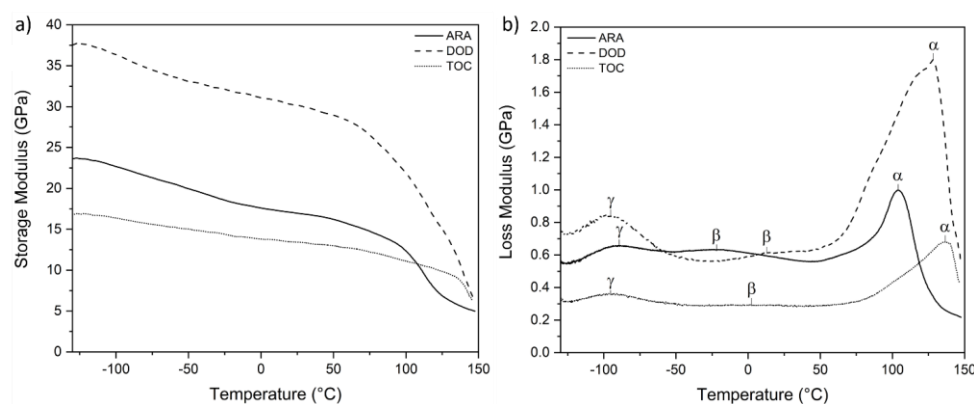 a)
Storage Modulus (GPa)
40
35
30
25
20
15
10
5
0
ARA
DOD
TOC
-100
-50
0
50
100
150
Temperature (°C)
b)
Loss Modulus (GPa)
2.0
1.8
1.6
1.4
1.2
1.0
0.8
0.6
0.4
0.2
0.0
ARA
DOD
TOC
α
α
α
γ
γ
γ
β
β
β
-100
-50
0
50
100
150
Temperature (°C)